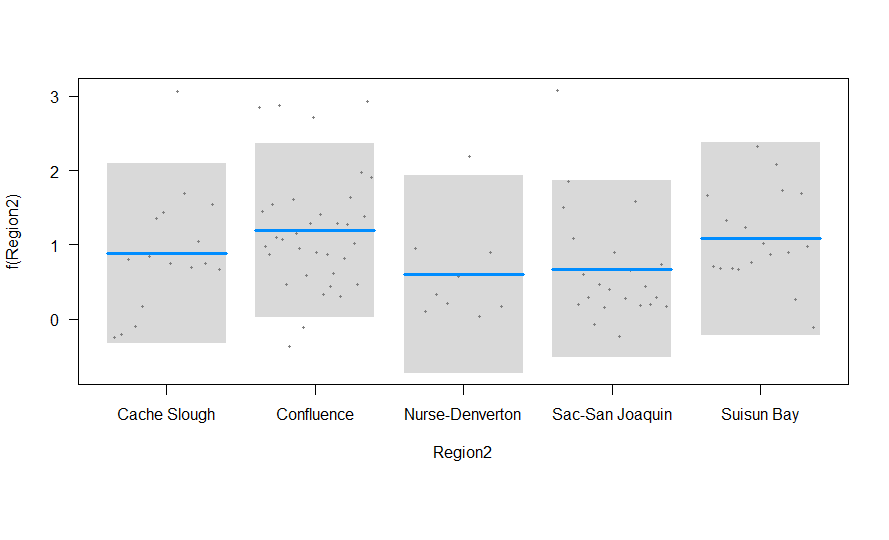 3
2
1
0
f(Region2)
Cache Slough
Confluence
Nurse-Denverton
Sac-San Joaquin
Suisun Bay
Region2